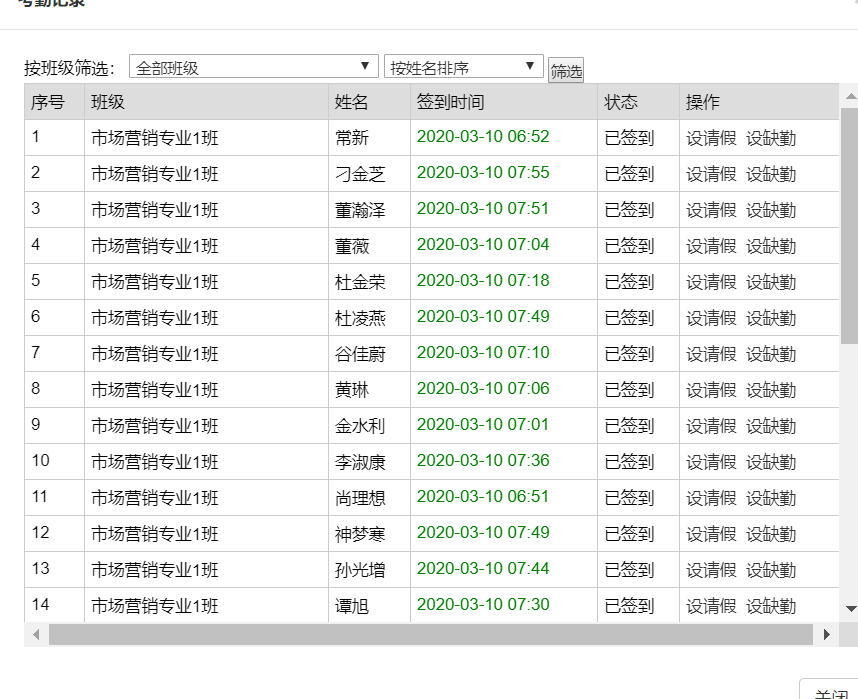 考勤记录
按班级筛选： 全部班级 按姓名排序 筛选
序号 班级 姓名 签到时间 状态 操作
1 市场营销专业1班 常新 2020-03-10 06:52 已签到 设请假 设缺勤
2 市场营销专业1班 刁金芝 2020-03-10 07:55 已签到 设请假 设缺勤
3 市场营销专业1班 董瀚泽 2020-03-10 07:51 已签到 设请假 设缺勤
4 市场营销专业1班 董薇 2020-03-10 07:04 已签到 设请假 设缺勤
5 市场营销专业1班 杜金荣 2020-03-10 07:18 已签到 设请假 设缺勤
6 市场营销专业1班 杜凌燕 2020-03-10 07:49 已签到 设请假 设缺勤
7 市场营销专业1班 谷佳蔚 2020-03-10 07:10 已签到 设请假 设缺勤
8 市场营销专业1班 黄琳 2020-03-10 07:06 已签到 设请假 设缺勤
9 市场营销专业1班 金水利 2020-03-10 07:01 已签到 设请假 设缺勤
10 市场营销专业1班 李淑康 2020-03-10 07:36 已签到 设请假 设缺勤
11 市场营销专业1班 尚理想 2020-03-10 06:51 已签到 设请假 设缺勤
12 市场营销专业1班 神梦寒 2020-03-10 07:49 已签到 设请假 设缺勤
13 市场营销专业1班 孙光增 2020-03-10 07:44 已签到 设请假 设缺勤
14 市场营销专业1班 谭旭 2020-03-10 07:30 已签到 设请假 设缺勤
关闭